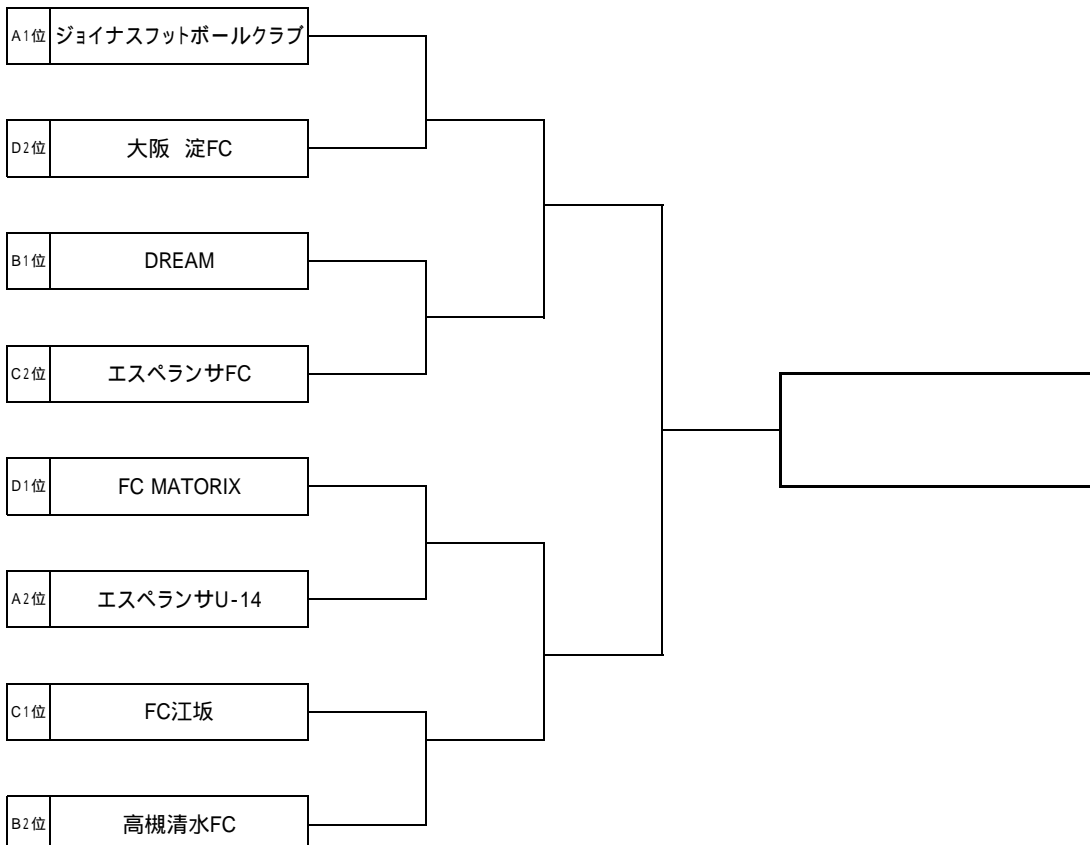 A1位 ジョイナスフットボールクラブ
D2位 大阪 淀FC
B1位 DREAM
C2位 エスペランサFC
D1位 FC MATORIX
A2位 エスペランサU-14
C1位 FC江坂
B2位 高槻清水FC